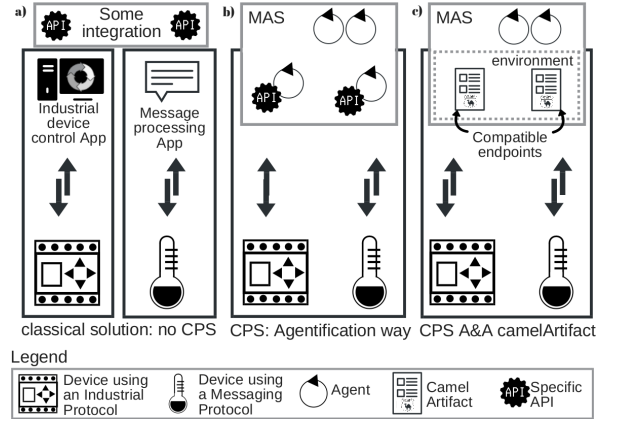 a)
Some
integration
API
API
Industrial
device
control App
Message
processing
App
classical solution: no CPS
b)
MAS
API
API
CPS: Agentification way
c)
MAS
environment
Compatible
endpoints
CPS A&A camelArtifact
Legend
Device using
an Industrial
Protocol
Device using
a Messaging
Protocol
Agent
Camel
Artifact
API
Specific
API